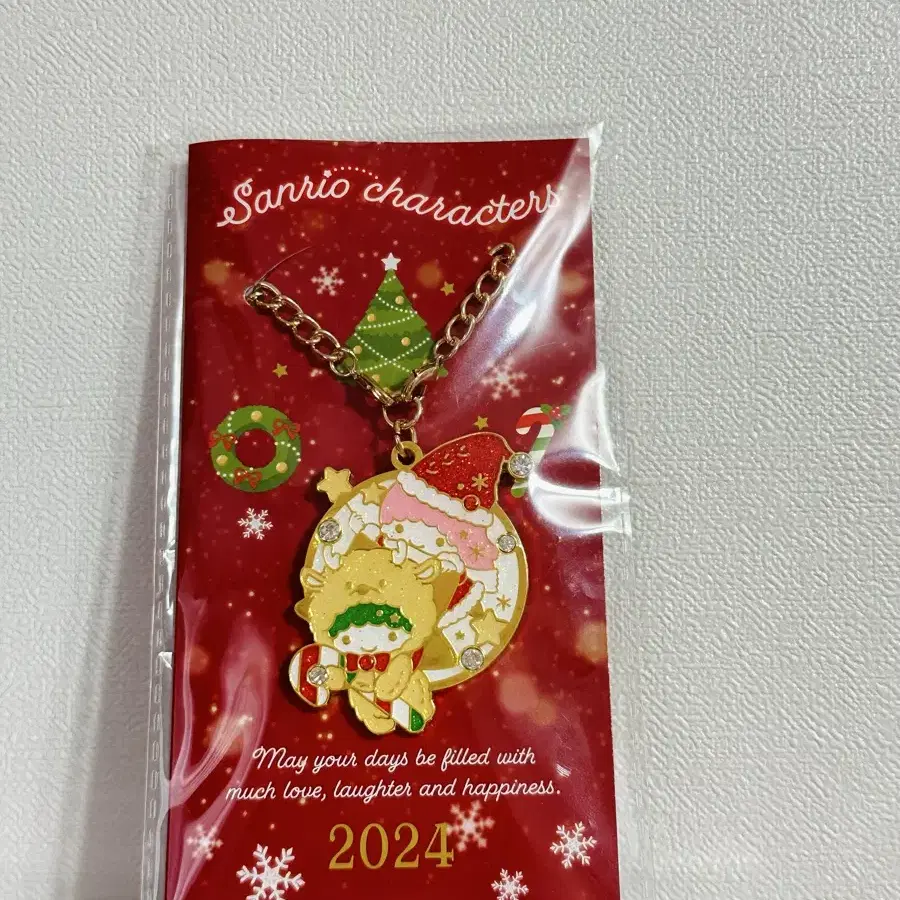 Sanrio characters
May your days be filled with
much love, laughter and happiness.
2024